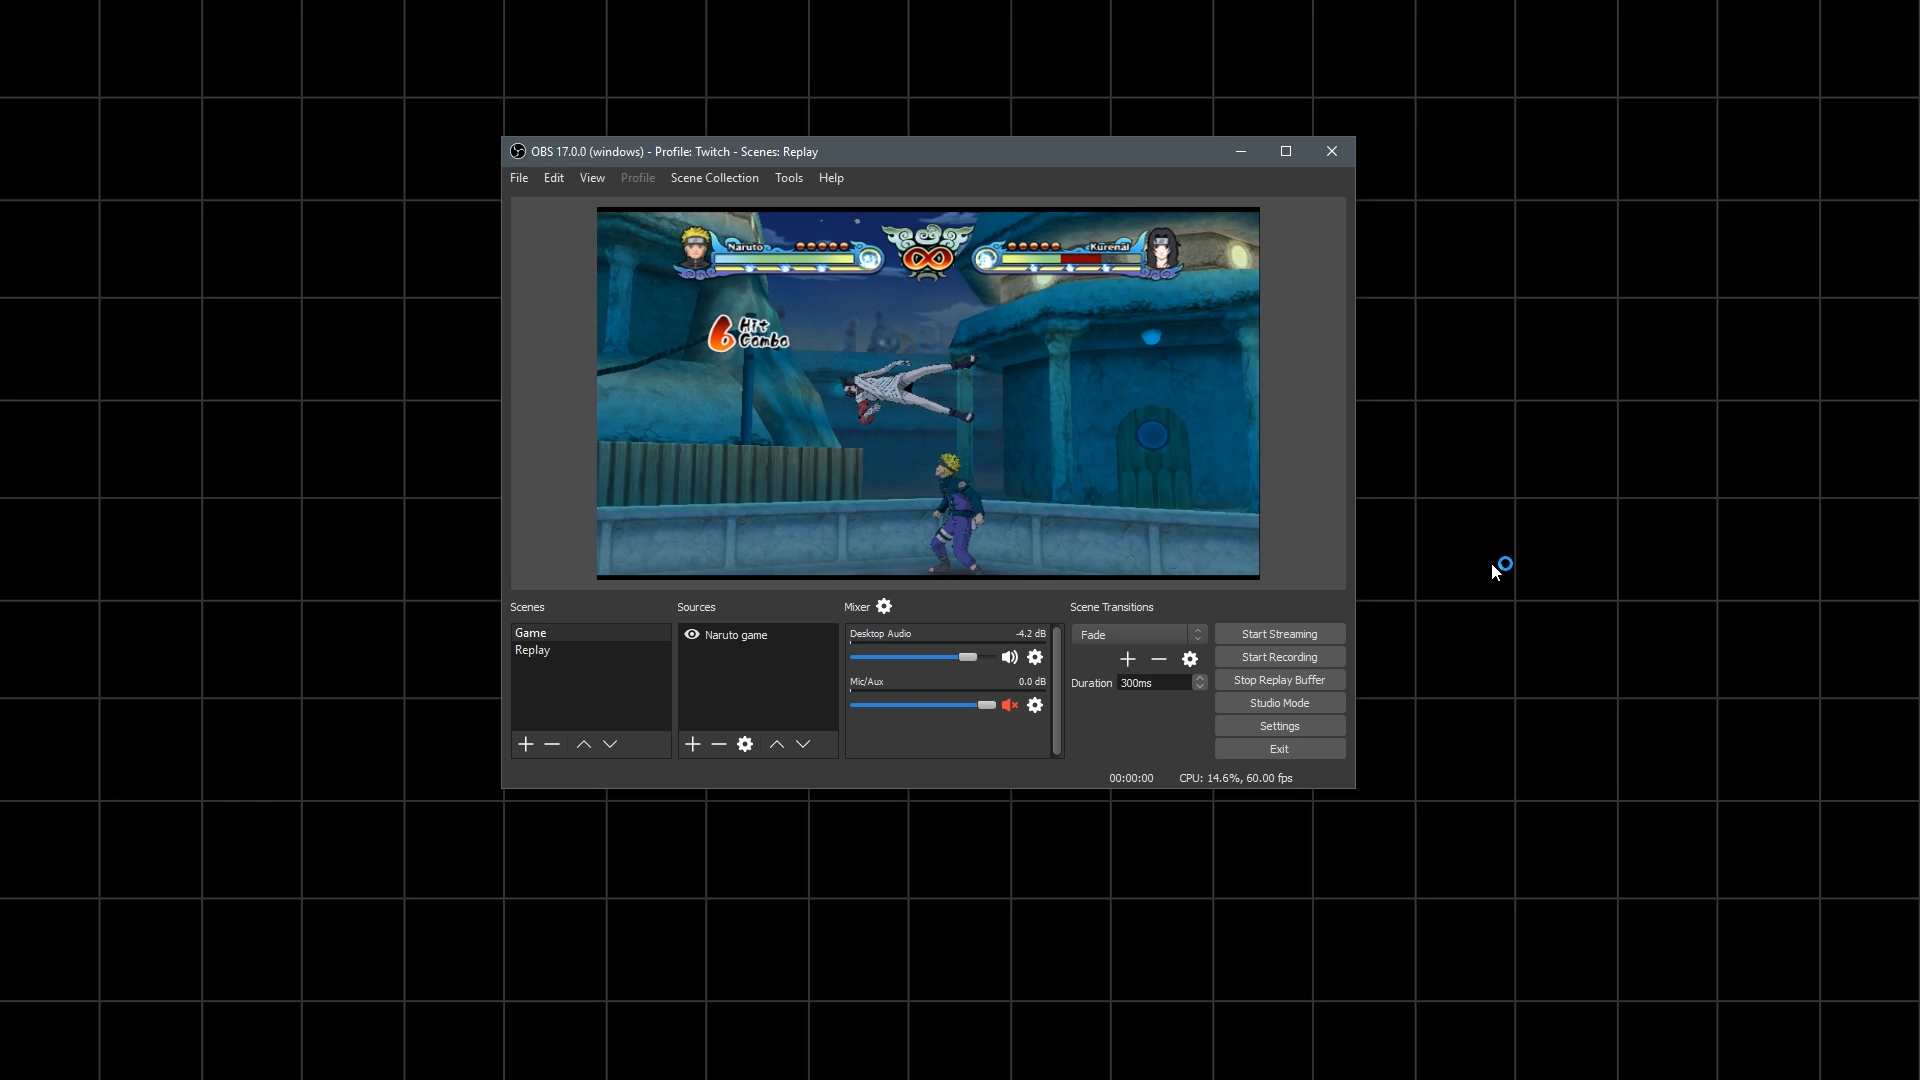 OBS 17.0.0 (windows) - Profile: Twitch - Scenes: Replay
File Edit View Profile Scene Collection Tools Help
Naruto
Kurenai
6 Hit
Combo
Scenes
Game
Replay
Sources
Naruto game
Mixer
Desktop Audio -4.2 dB
Mic/Aux 0.0 dB
Scene Transitions
Fade
Duration 300ms
Start Streaming
Start Recording
Stop Replay Buffer
Studio Mode
Settings
Exit
00:00:00 CPU: 14.6%, 60.00 fps